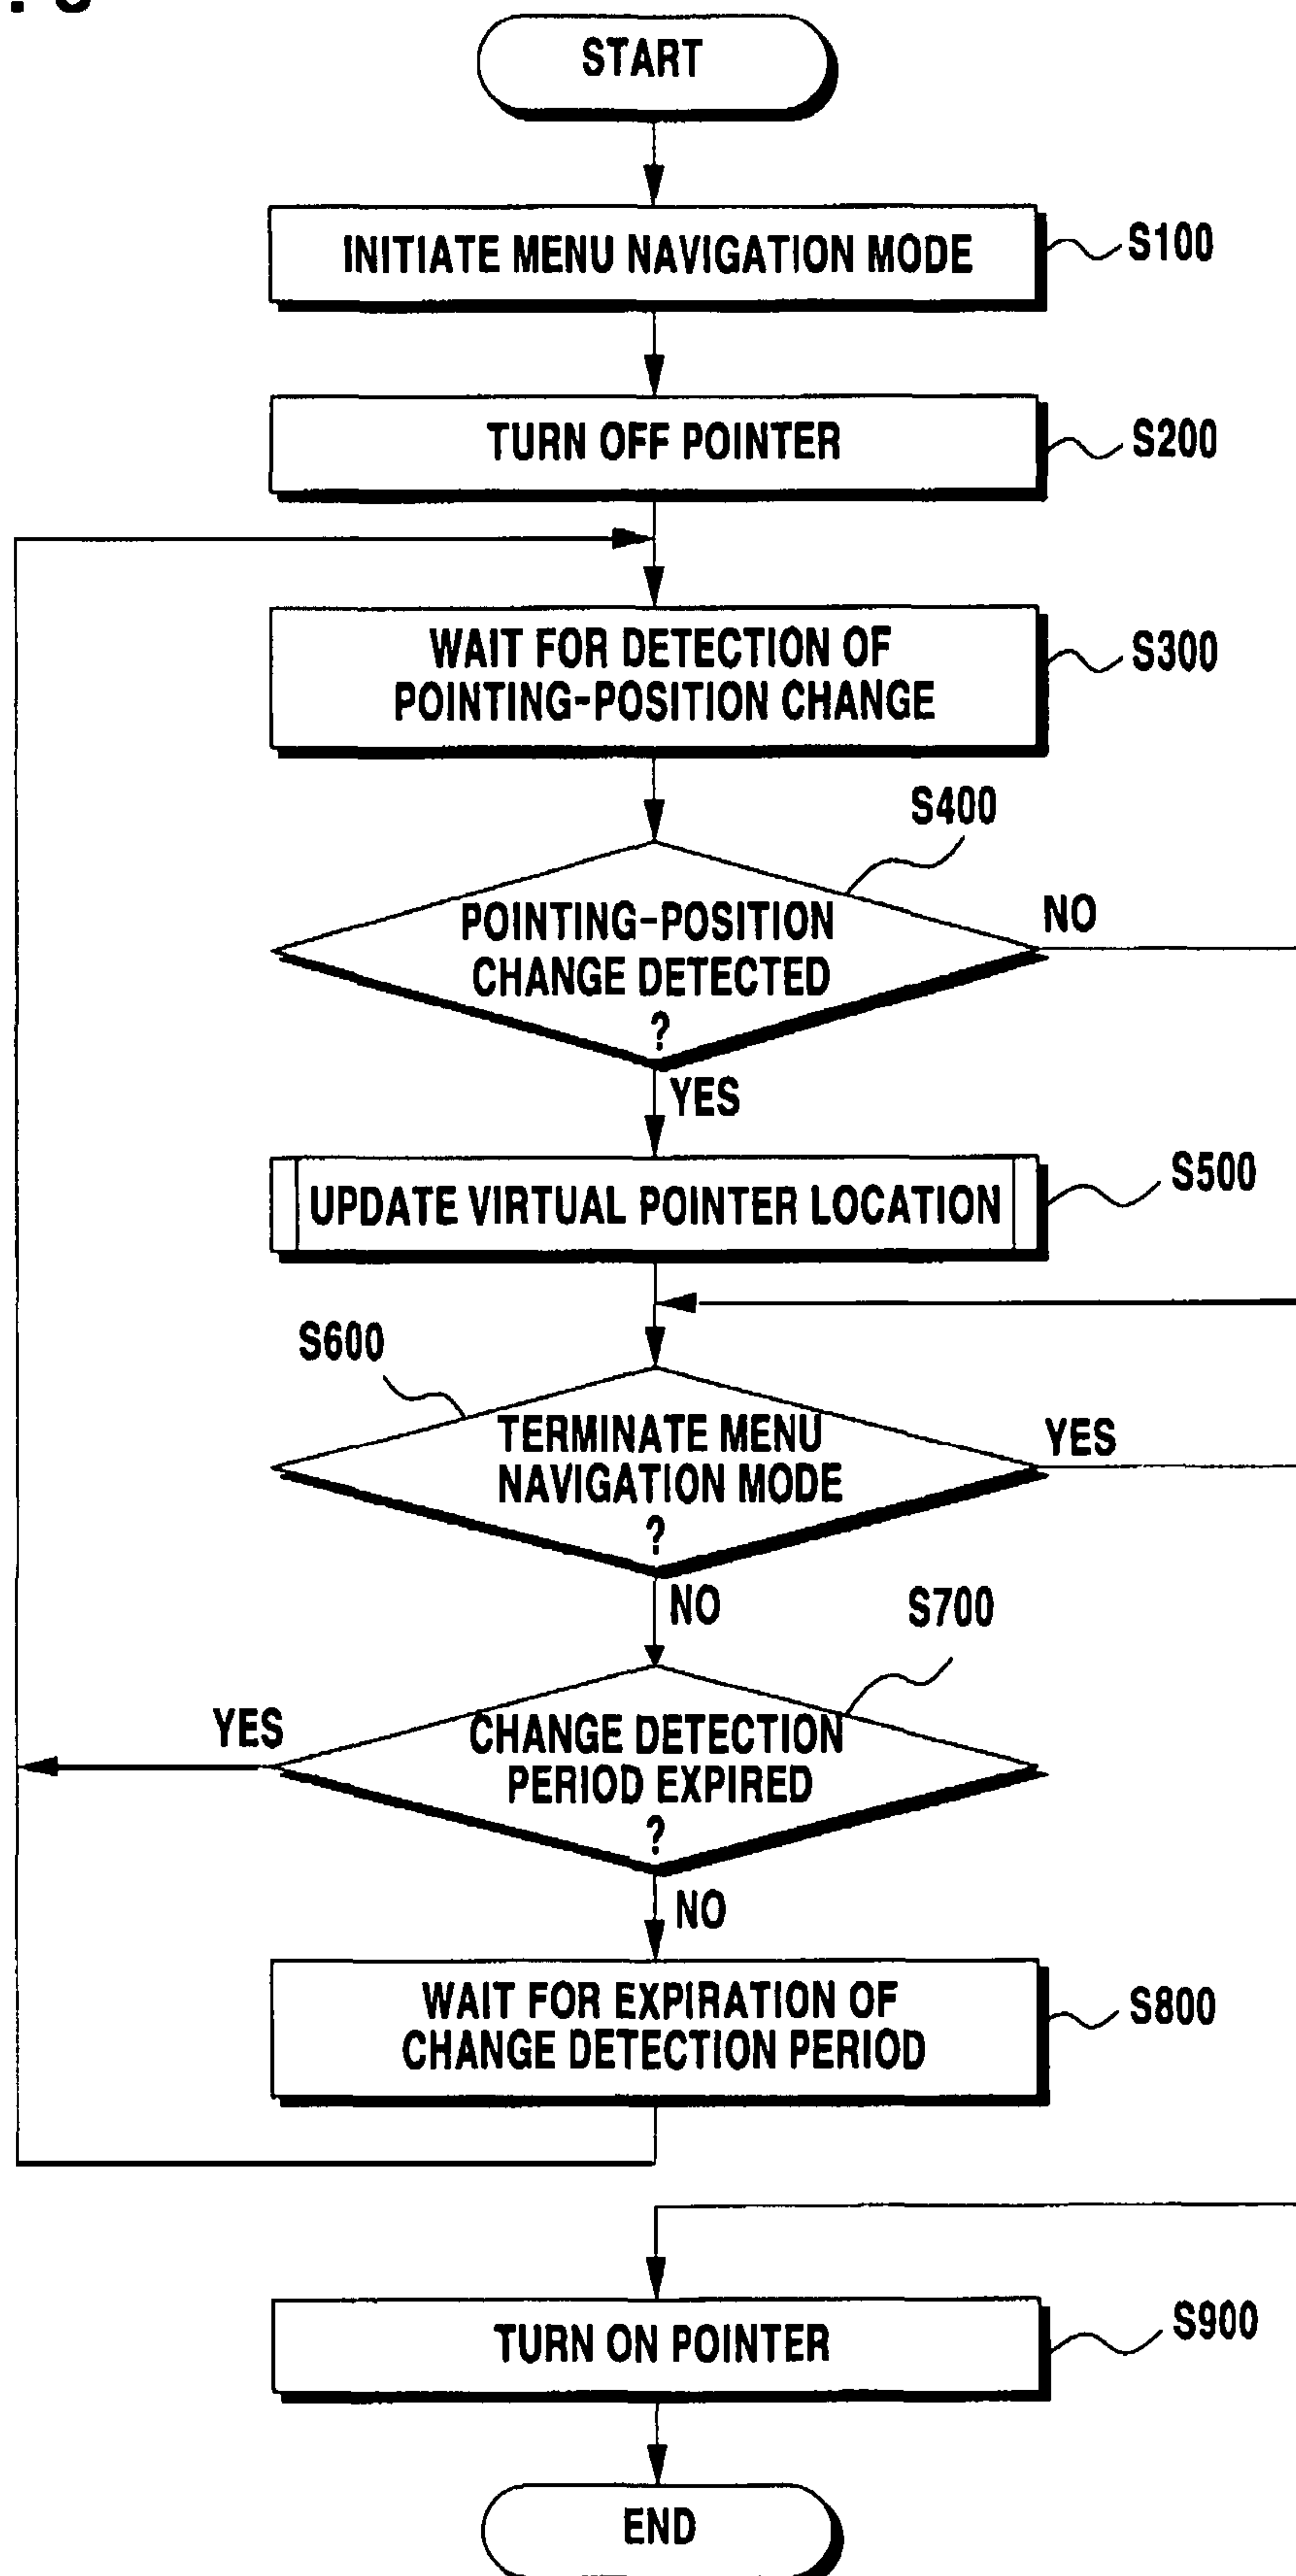 START
INITIATE MENU NAVIGATION MODE
S100
TURN OFF POINTER
S200
WAIT FOR DETECTION OF
POINTING-POSITION CHANGE
S300
S400
POINTING-POSITION
CHANGE DETECTED
?
NO
YES
UPDATE VIRTUAL POINTER LOCATION
S500
S600
TERMINATE MENU
NAVIGATION MODE
?
YES
NO
S700
CHANGE DETECTION
PERIOD EXPIRED
?
YES
NO
WAIT FOR EXPIRATION OF
CHANGE DETECTION PERIOD
S800
TURN ON POINTER
S900
END